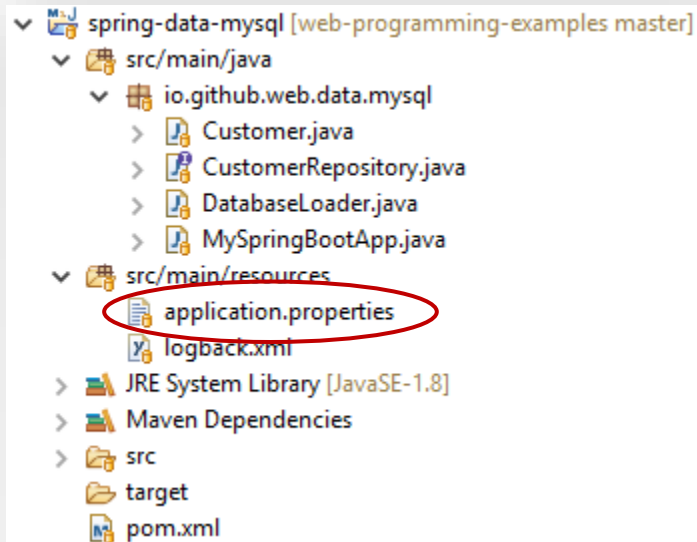 spring-data-mysql [web-programming-examples master]
src/main/java
io.github.web.data.mysql
Customer.java
CustomerRepository.java
DatabaseLoader.java
MySpringBootApp.java
src/main/resources
application.properties
logback.xml
JRE System Library [JavaSE-1.8]
Maven Dependencies
src
target
pom.xml